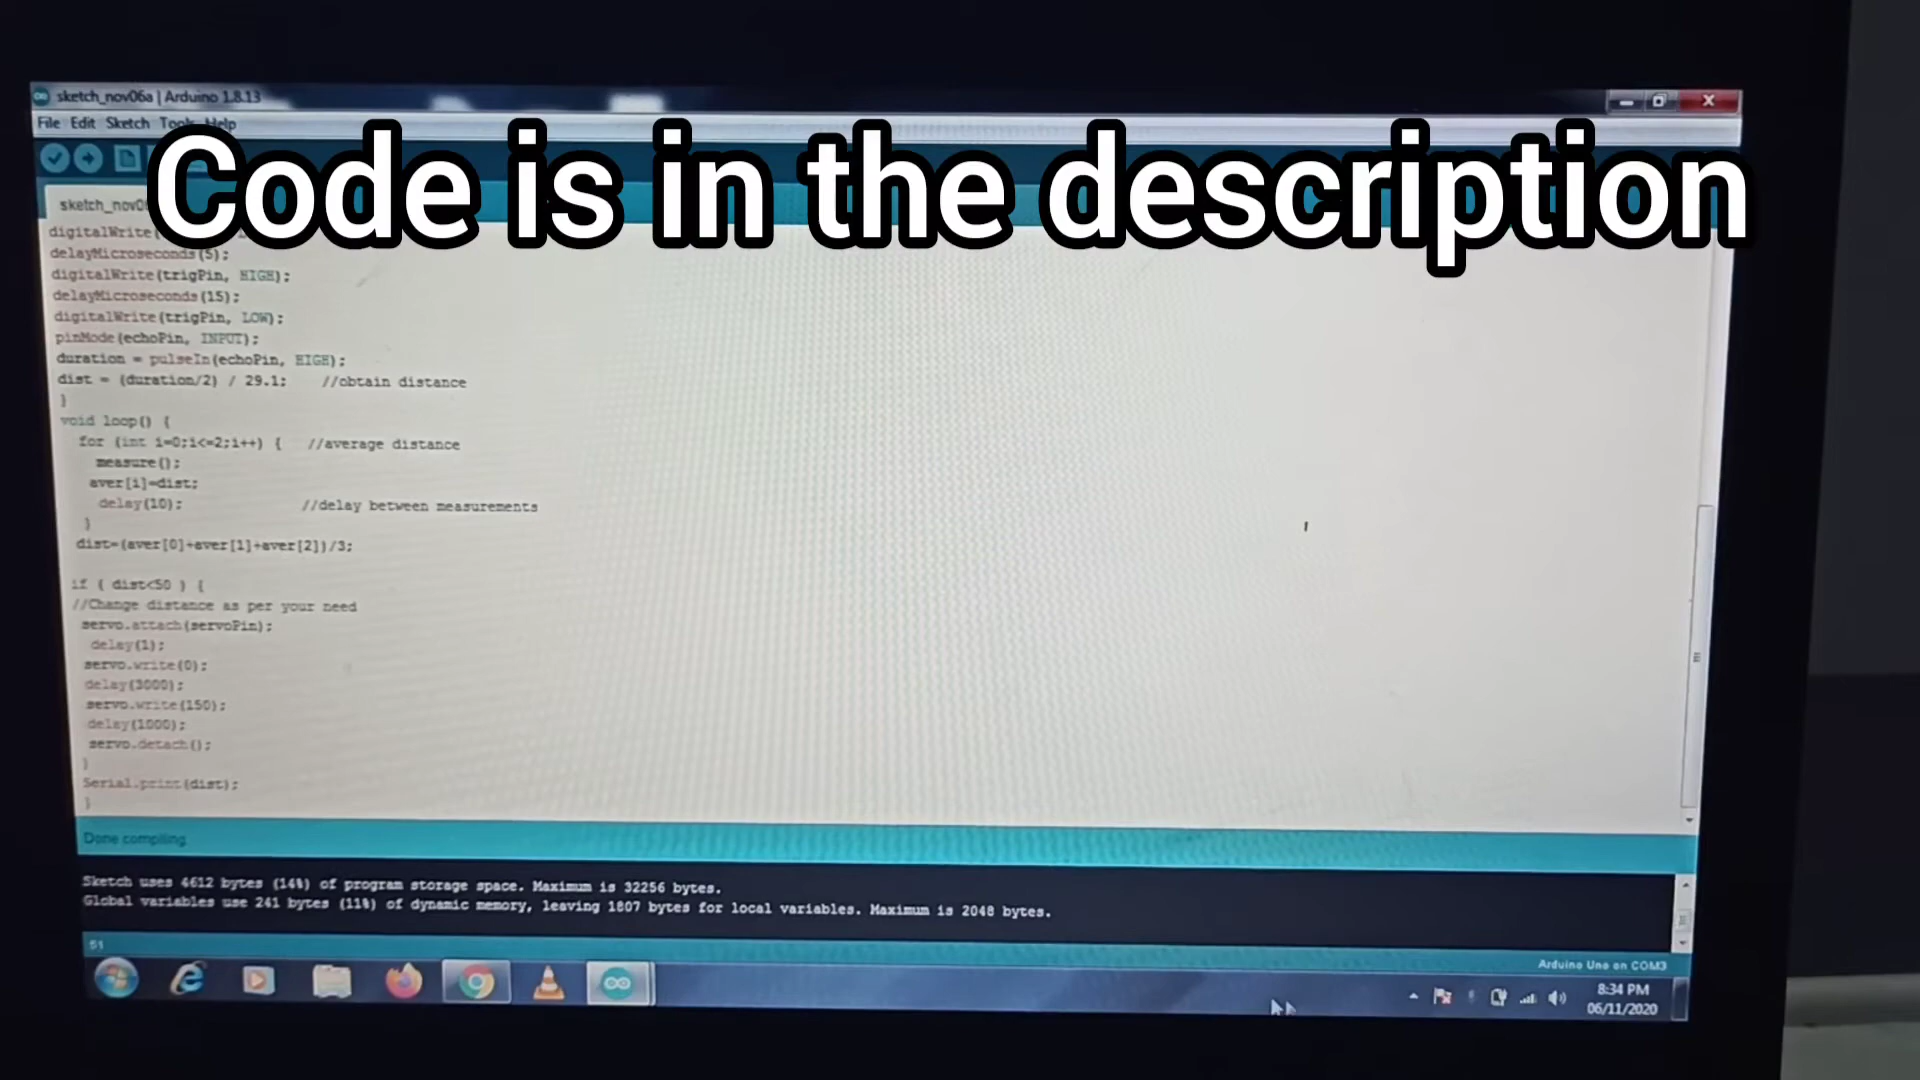 sketch_nov06a | Arduino 1.8.13
File Edit Sketch Tools Help
Code is in the description
sketch_nov0
digitalWrite(
delayMicroseconds(5);
digitalWrite(trigPin, HIGH);
delayMicroseconds(15);
digitalWrite(trigPin, LOW);
pinMode(echoPin, INPUT);
duration = pulseIn(echoPin, HIGH);
dist = (duration/2) / 29.1; //obtain distance
}
void loop() {
for (int i=0;i<=2;i++) { //average distance
measure();
aver[i]=dist;
delay(10); //delay between measurements
}
dist=(aver[0]+aver[1]+aver[2])/3;
if ( dist<50 ) {
//Change distance as per your need
servo.attach(servoPin);
delay(1);
servo.write(0);
delay(3000);
servo.write(150);
delay(1000);
servo.detach();
}
Serial.print(dist);
}
Done compiling
Sketch uses 4612 bytes (14%) of program storage space. Maximum is 32256 bytes.
Global variables use 241 bytes (11%) of dynamic memory, leaving 1807 bytes for local variables. Maximum is 2048 bytes.
51
Arduino Uno on COM3
8:34 PM
06/11/2020